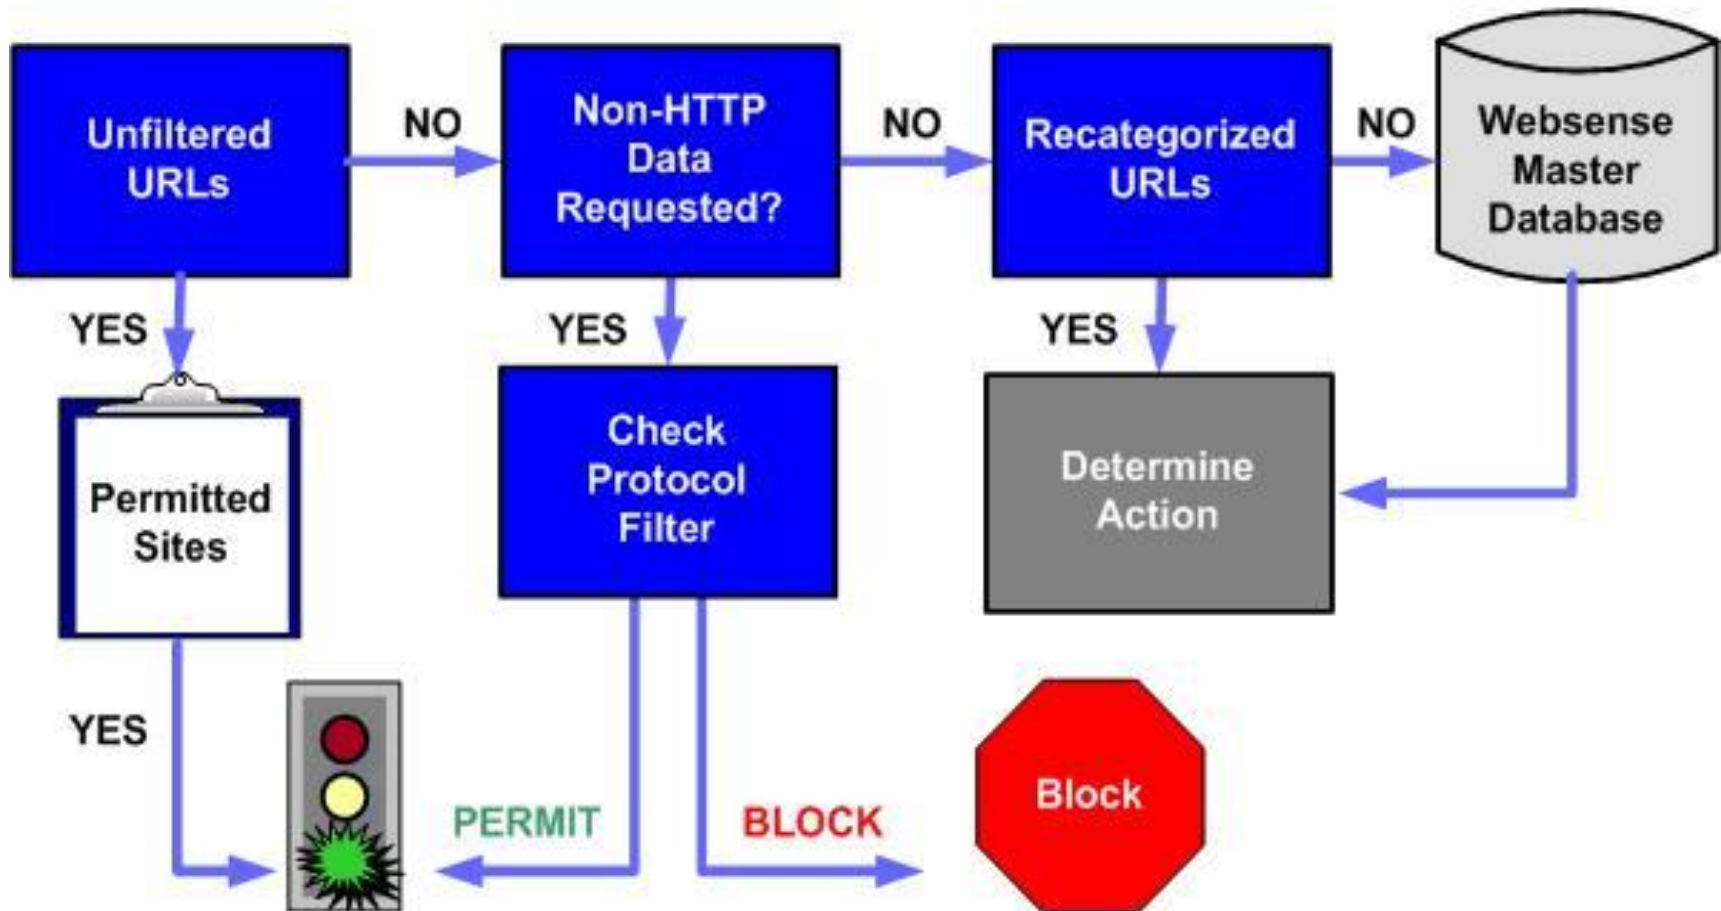 Unfiltered
URLs
NO
Non-HTTP
Data
Requested?
NO
Recategorized
URLs
NO
Websense
Master
Database
YES
YES
YES
Permitted
Sites
Check
Protocol
Filter
Determine
Action
YES
PERMIT
BLOCK
Block